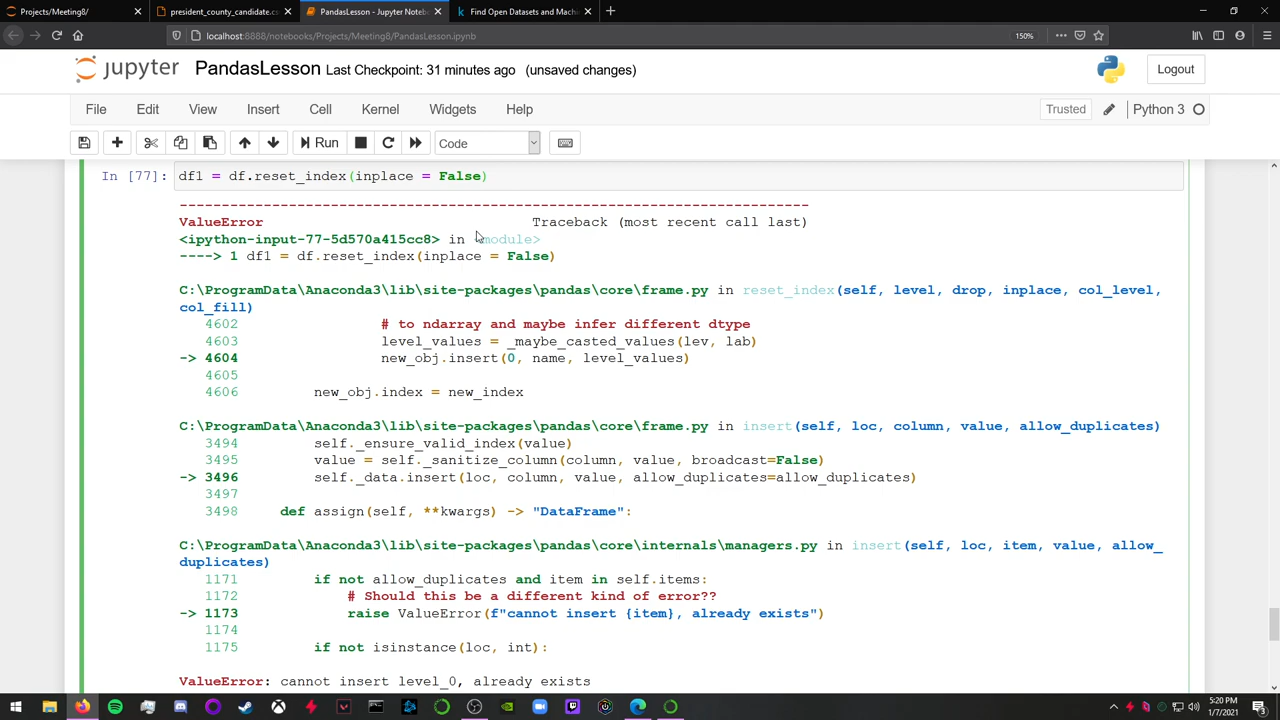 Projects/Meeting8/
president_county_candidate.cs
PandasLesson - Jupyter Noteb
Find Open Datasets and Machin
localhost:8888/notebooks/Projects/Meeting8/PandasLesson.ipynb
150%
jupyter PandasLesson Last Checkpoint: 31 minutes ago (unsaved changes)
Logout
File Edit View Insert Cell Kernel Widgets Help
Trusted Python 3
Run Code
In [77]: df1 = df.reset_index(inplace = False)
---------------------------------------------------------------------------
ValueError Traceback (most recent call last)
<ipython-input-77-5d570a415cc8> in <module>
----> 1 df1 = df.reset_index(inplace = False)
C:\ProgramData\Anaconda3\lib\site-packages\pandas\core\frame.py in reset_index(self, level, drop, inplace, col_level,
col_fill)
4602 # to ndarray and maybe infer different dtype
4603 level_values = _maybe_casted_values(lev, lab)
-> 4604 new_obj.insert(0, name, level_values)
4605
4606 new_obj.index = new_index
C:\ProgramData\Anaconda3\lib\site-packages\pandas\core\frame.py in insert(self, loc, column, value, allow_duplicates)
3494 self._ensure_valid_index(value)
3495 value = self._sanitize_column(column, value, broadcast=False)
-> 3496 self._data.insert(loc, column, value, allow_duplicates=allow_duplicates)
3497
3498 def assign(self, **kwargs) -> "DataFrame":
C:\ProgramData\Anaconda3\lib\site-packages\pandas\core\internals\managers.py in insert(self, loc, item, value, allow_
duplicates)
1171 if not allow_duplicates and item in self.items:
1172 # Should this be a different kind of error??
-> 1173 raise ValueError(f"cannot insert {item}, already exists")
1174
1175 if not isinstance(loc, int):
ValueError: cannot insert level_0, already exists
5:20 PM
1/7/2021